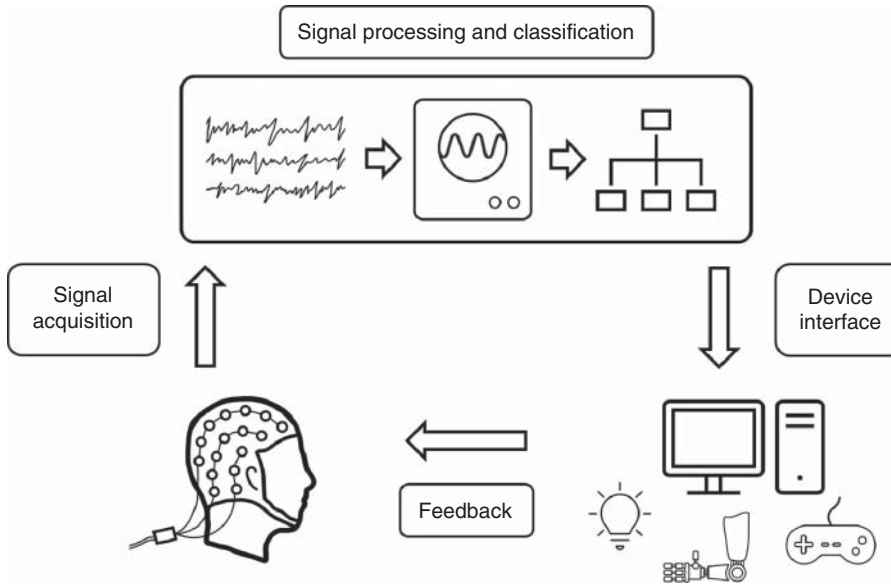 Signal processing and classification
Signal
acquisition
Device
interface
Feedback